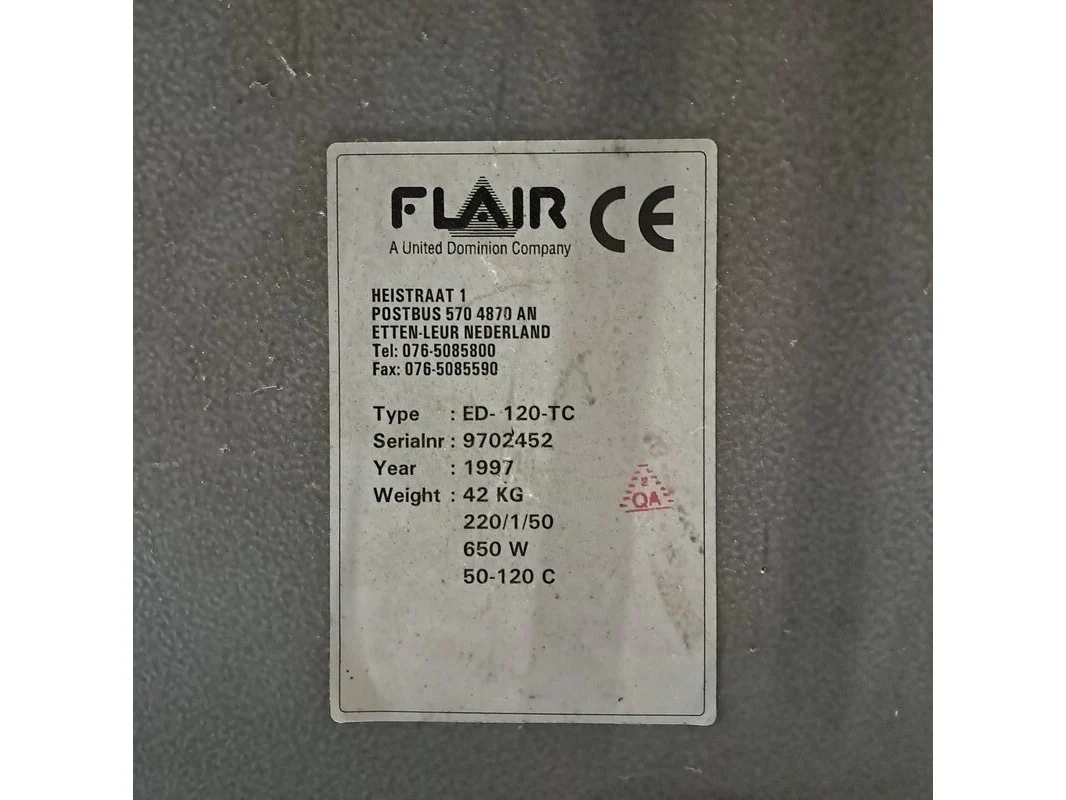 FLAIR CE
A United Dominion Company
HEISTRAAT 1
POSTBUS 570 4870 AN
ETTEN-LEUR NEDERLAND
Tel: 076-5085800
Fax: 076-5085590
Type : ED- 120-TC
Serialnr : 9702452
Year : 1997
Weight : 42 KG
QA
220/1/50
650 W
50-120 C